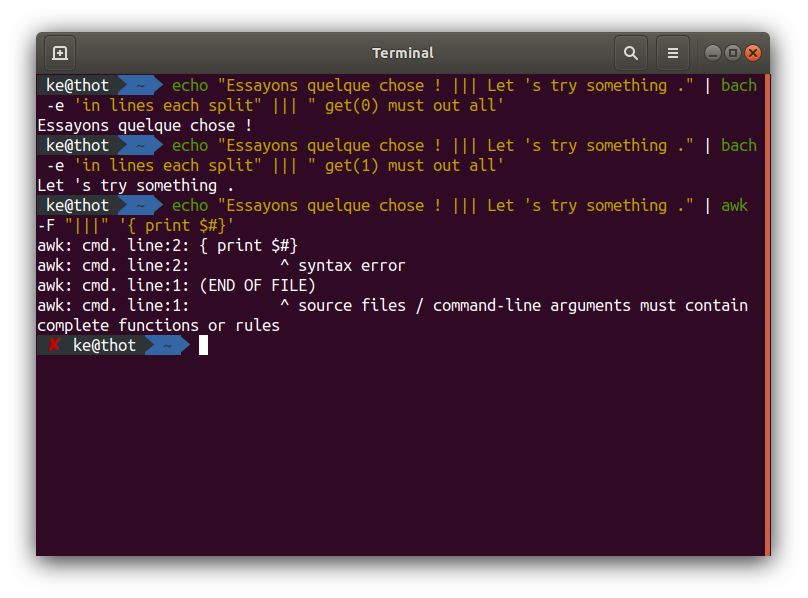 Terminal
ke@thot ~ echo "Essayons quelque chose ! ||| Let 's try something ." | bach
-e 'in lines each split" ||| " get(0) must out all'
Essayons quelque chose !
ke@thot ~ echo "Essayons quelque chose ! ||| Let 's try something ." | bach
-e 'in lines each split" ||| " get(1) must out all'
Let 's try something .
ke@thot ~ echo "Essayons quelque chose ! ||| Let 's try something ." | awk
-F "|||" '{ print $#}'
awk: cmd. line:2: { print $#}
awk: cmd. line:2:          ^ syntax error
awk: cmd. line:1: (END OF FILE)
awk: cmd. line:1:          ^ source files / command-line arguments must contain
complete functions or rules
✘ ke@thot ~